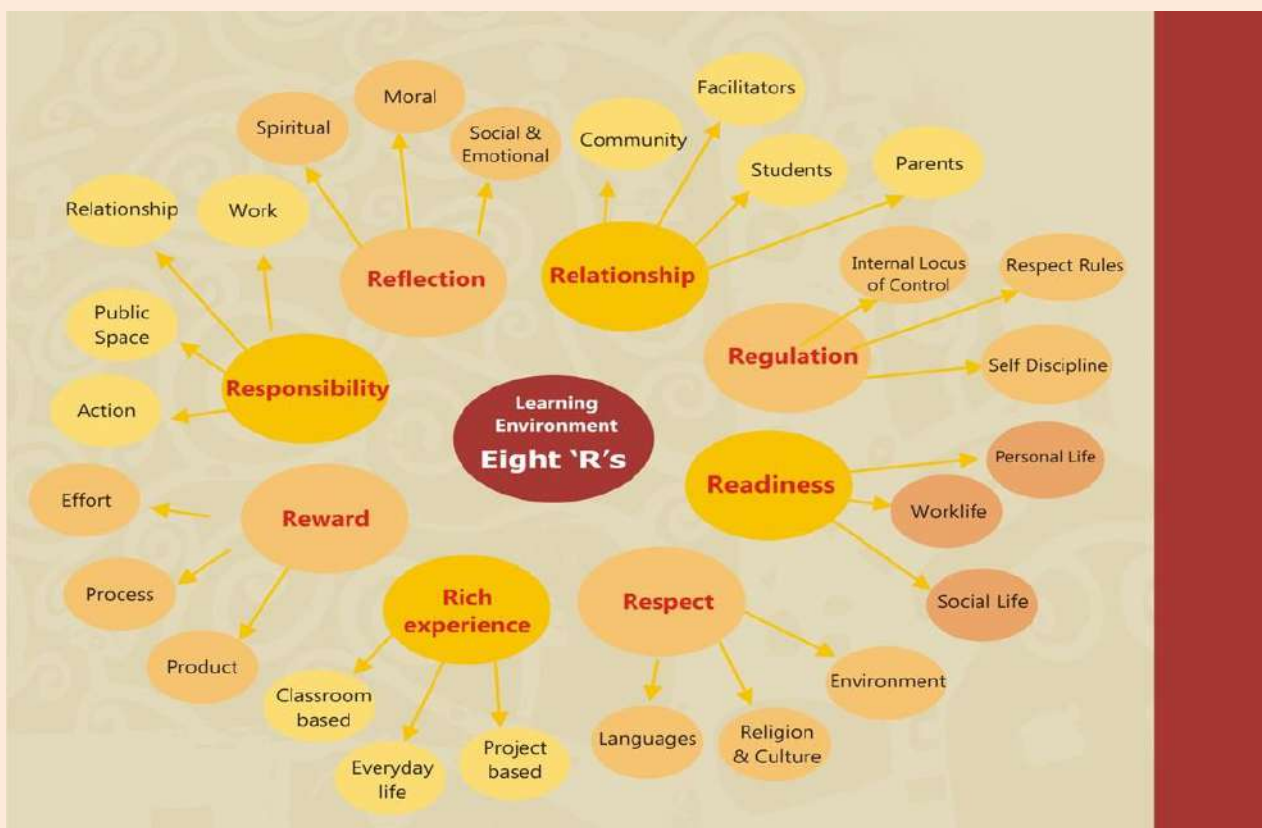 Learning
Environment
Eight ‘R’s
Reflection
Spiritual
Moral
Social &
Emotional
Relationship
Community
Facilitators
Students
Parents
Regulation
Internal Locus
of Control
Respect Rules
Self Discipline
Readiness
Personal Life
Worklife
Social Life
Respect
Environment
Religion
& Culture
Languages
Rich
experience
Project
based
Everyday
life
Classroom
based
Reward
Product
Process
Effort
Responsibility
Action
Public
Space
Relationship
Work